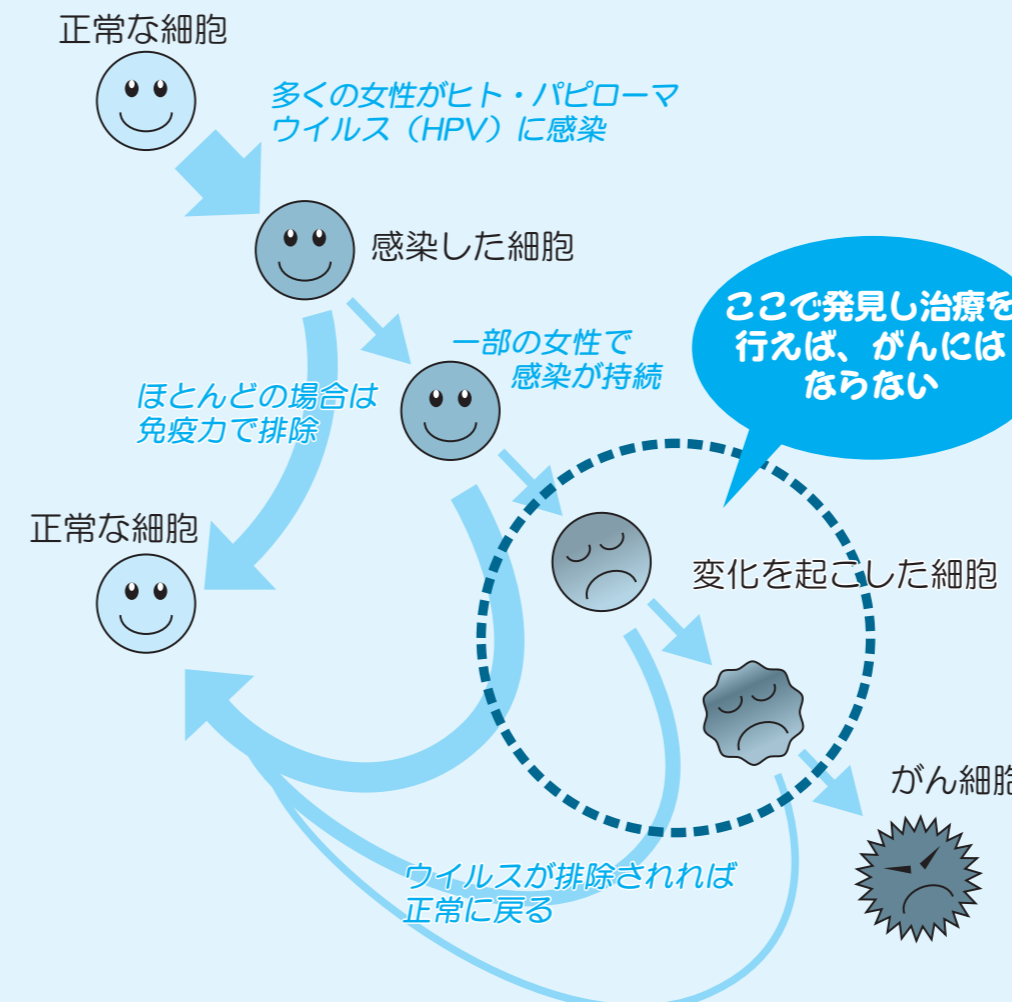 正常な細胞
多くの女性がヒト・パピローマ
ウイルス（HPV）に感染
感染した細胞
ここで発見し治療を
行えば、がんには
ならない
一部の女性で
感染が持続
ほとんどの場合は
免疫力で排除
正常な細胞
変化を起こした細胞
がん細胞
ウイルスが排除されれば
正常に戻る